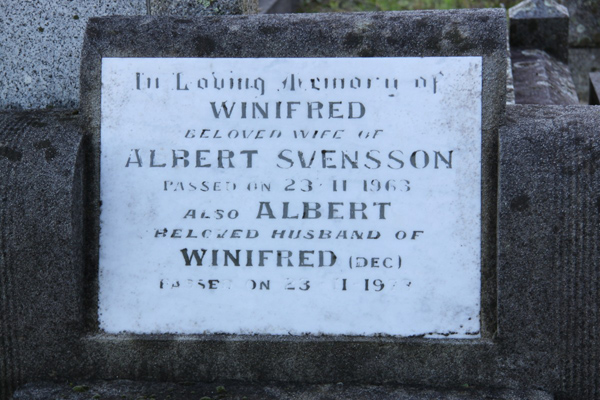 In Loving Memory of
WINIFRED
BELOVED WIFE OF
ALBERT SVENSSON
PASSED ON 23 11 1963
ALSO ALBERT
BELOVED HUSBAND OF
WINIFRED (DEC)
PASSED ON 23